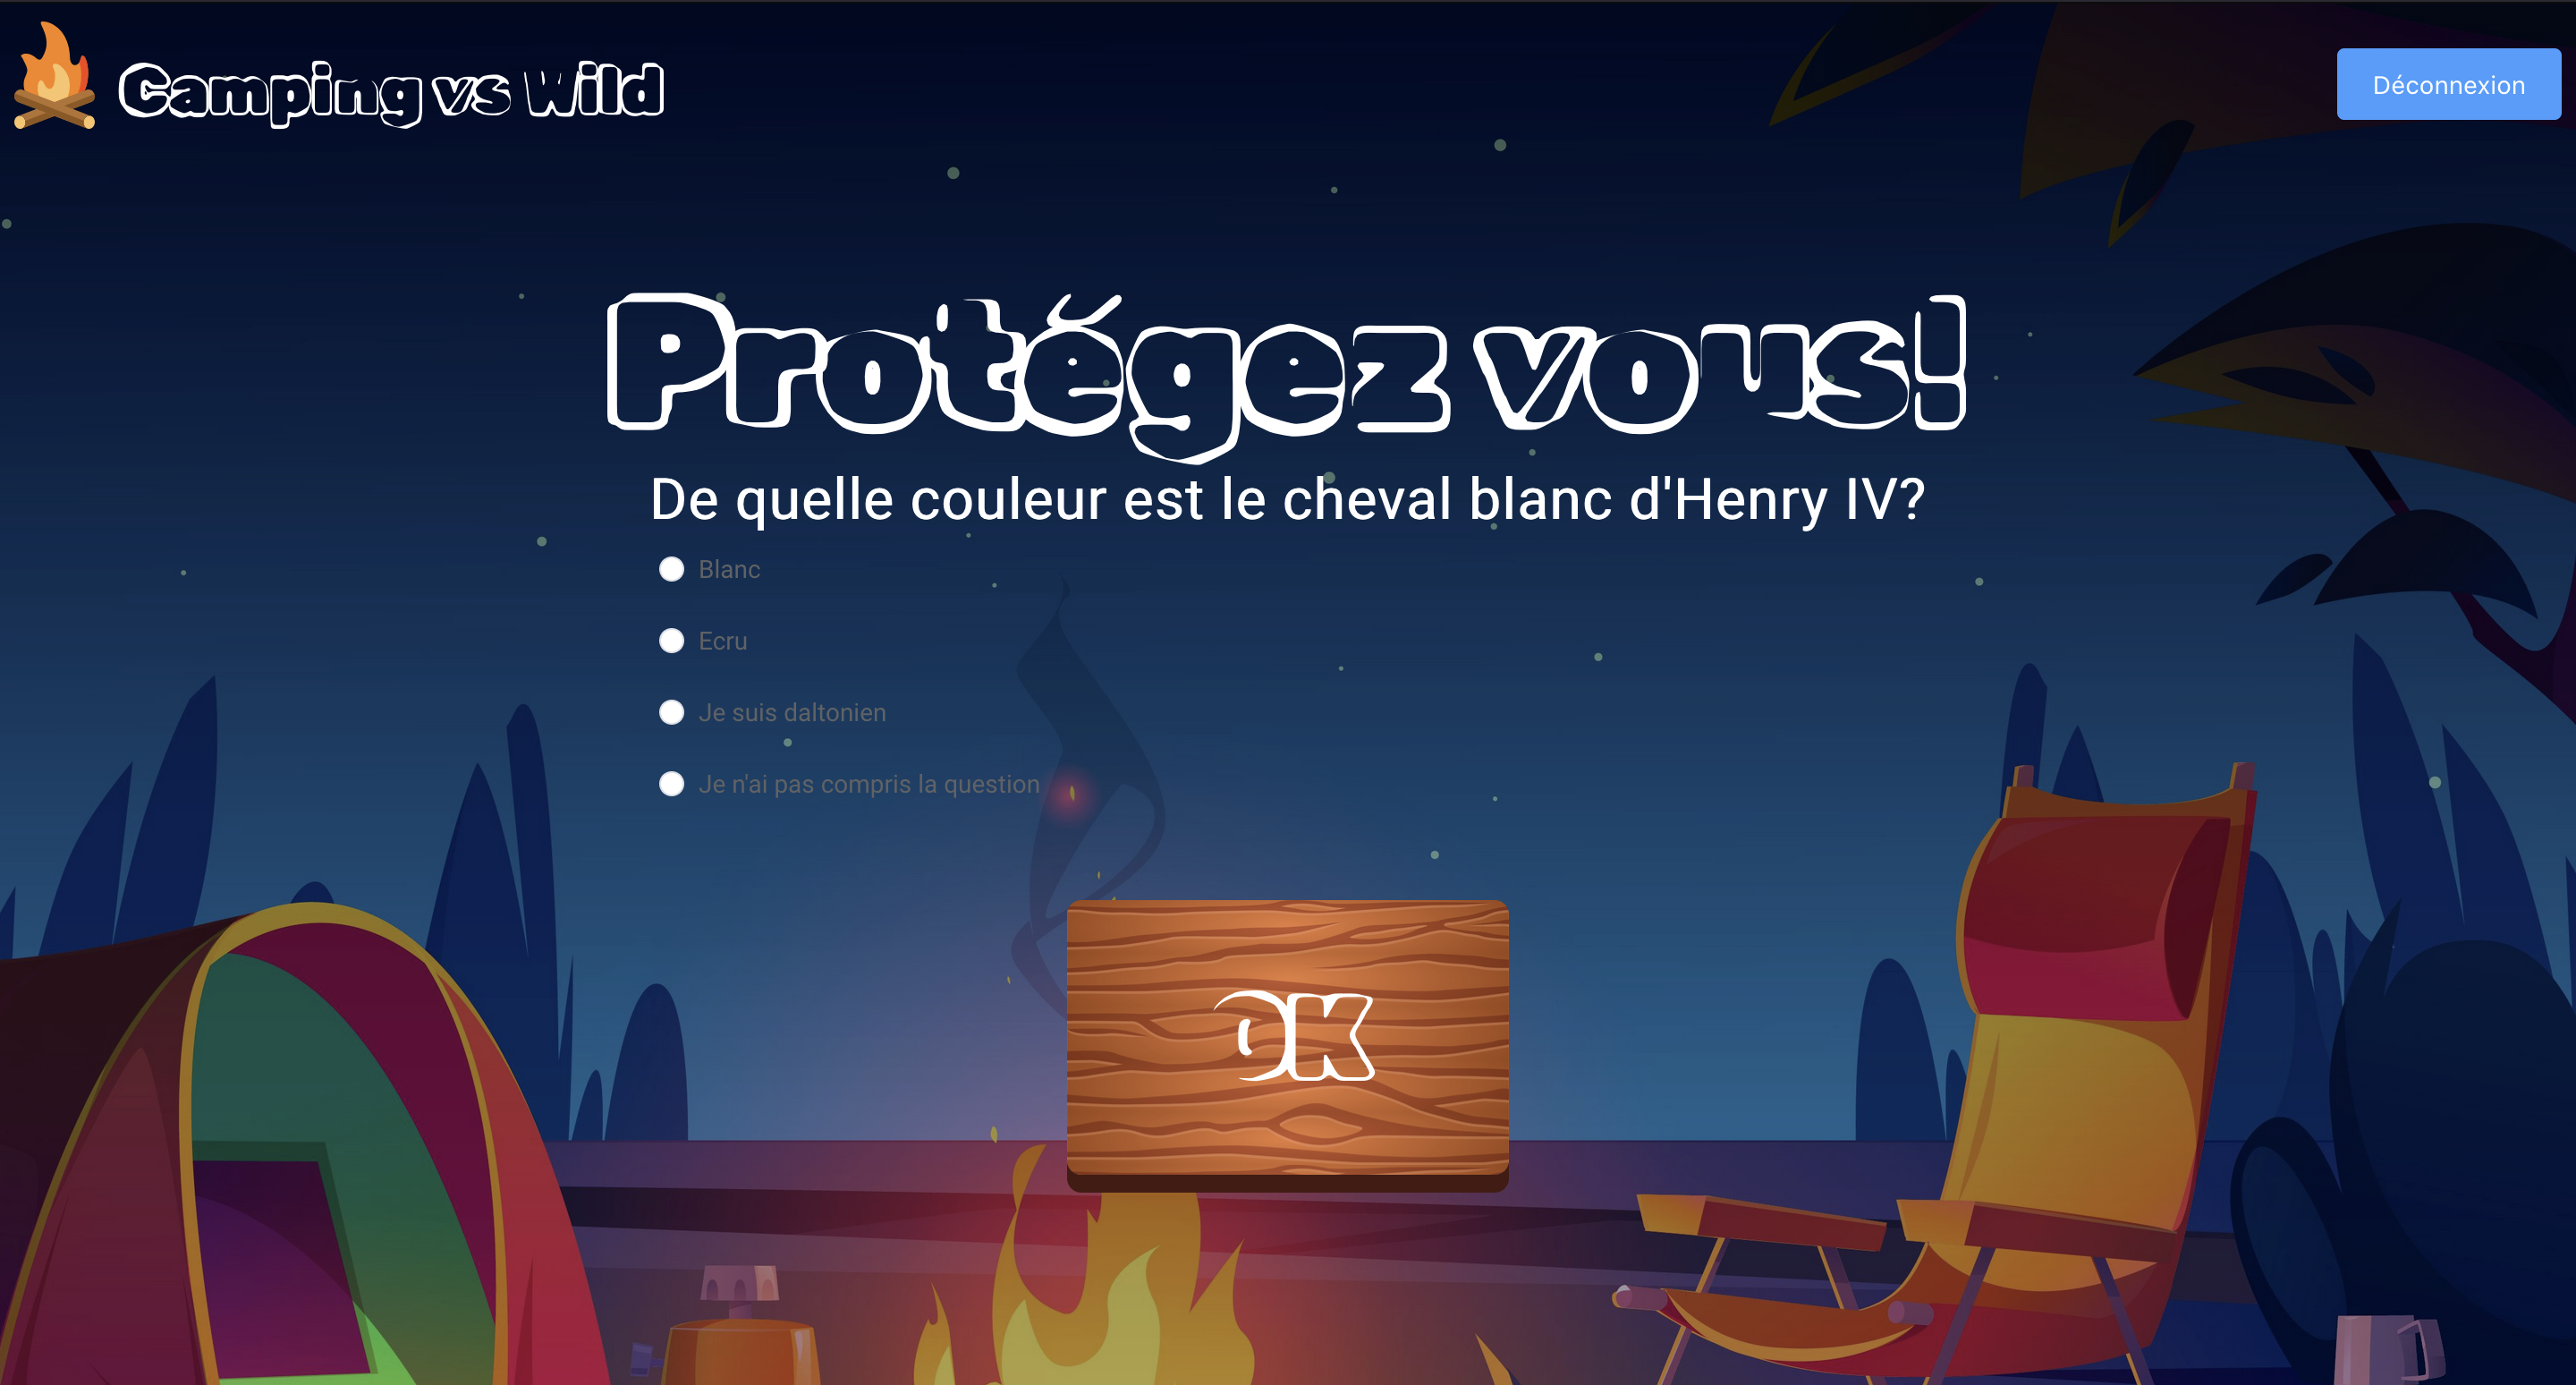 Camping vs Wild
Déconnexion
Protégez vous!
De quelle couleur est le cheval blanc d'Henry IV?
Blanc
Ecru
Je suis daltonien
Je n'ai pas compris la question
OK